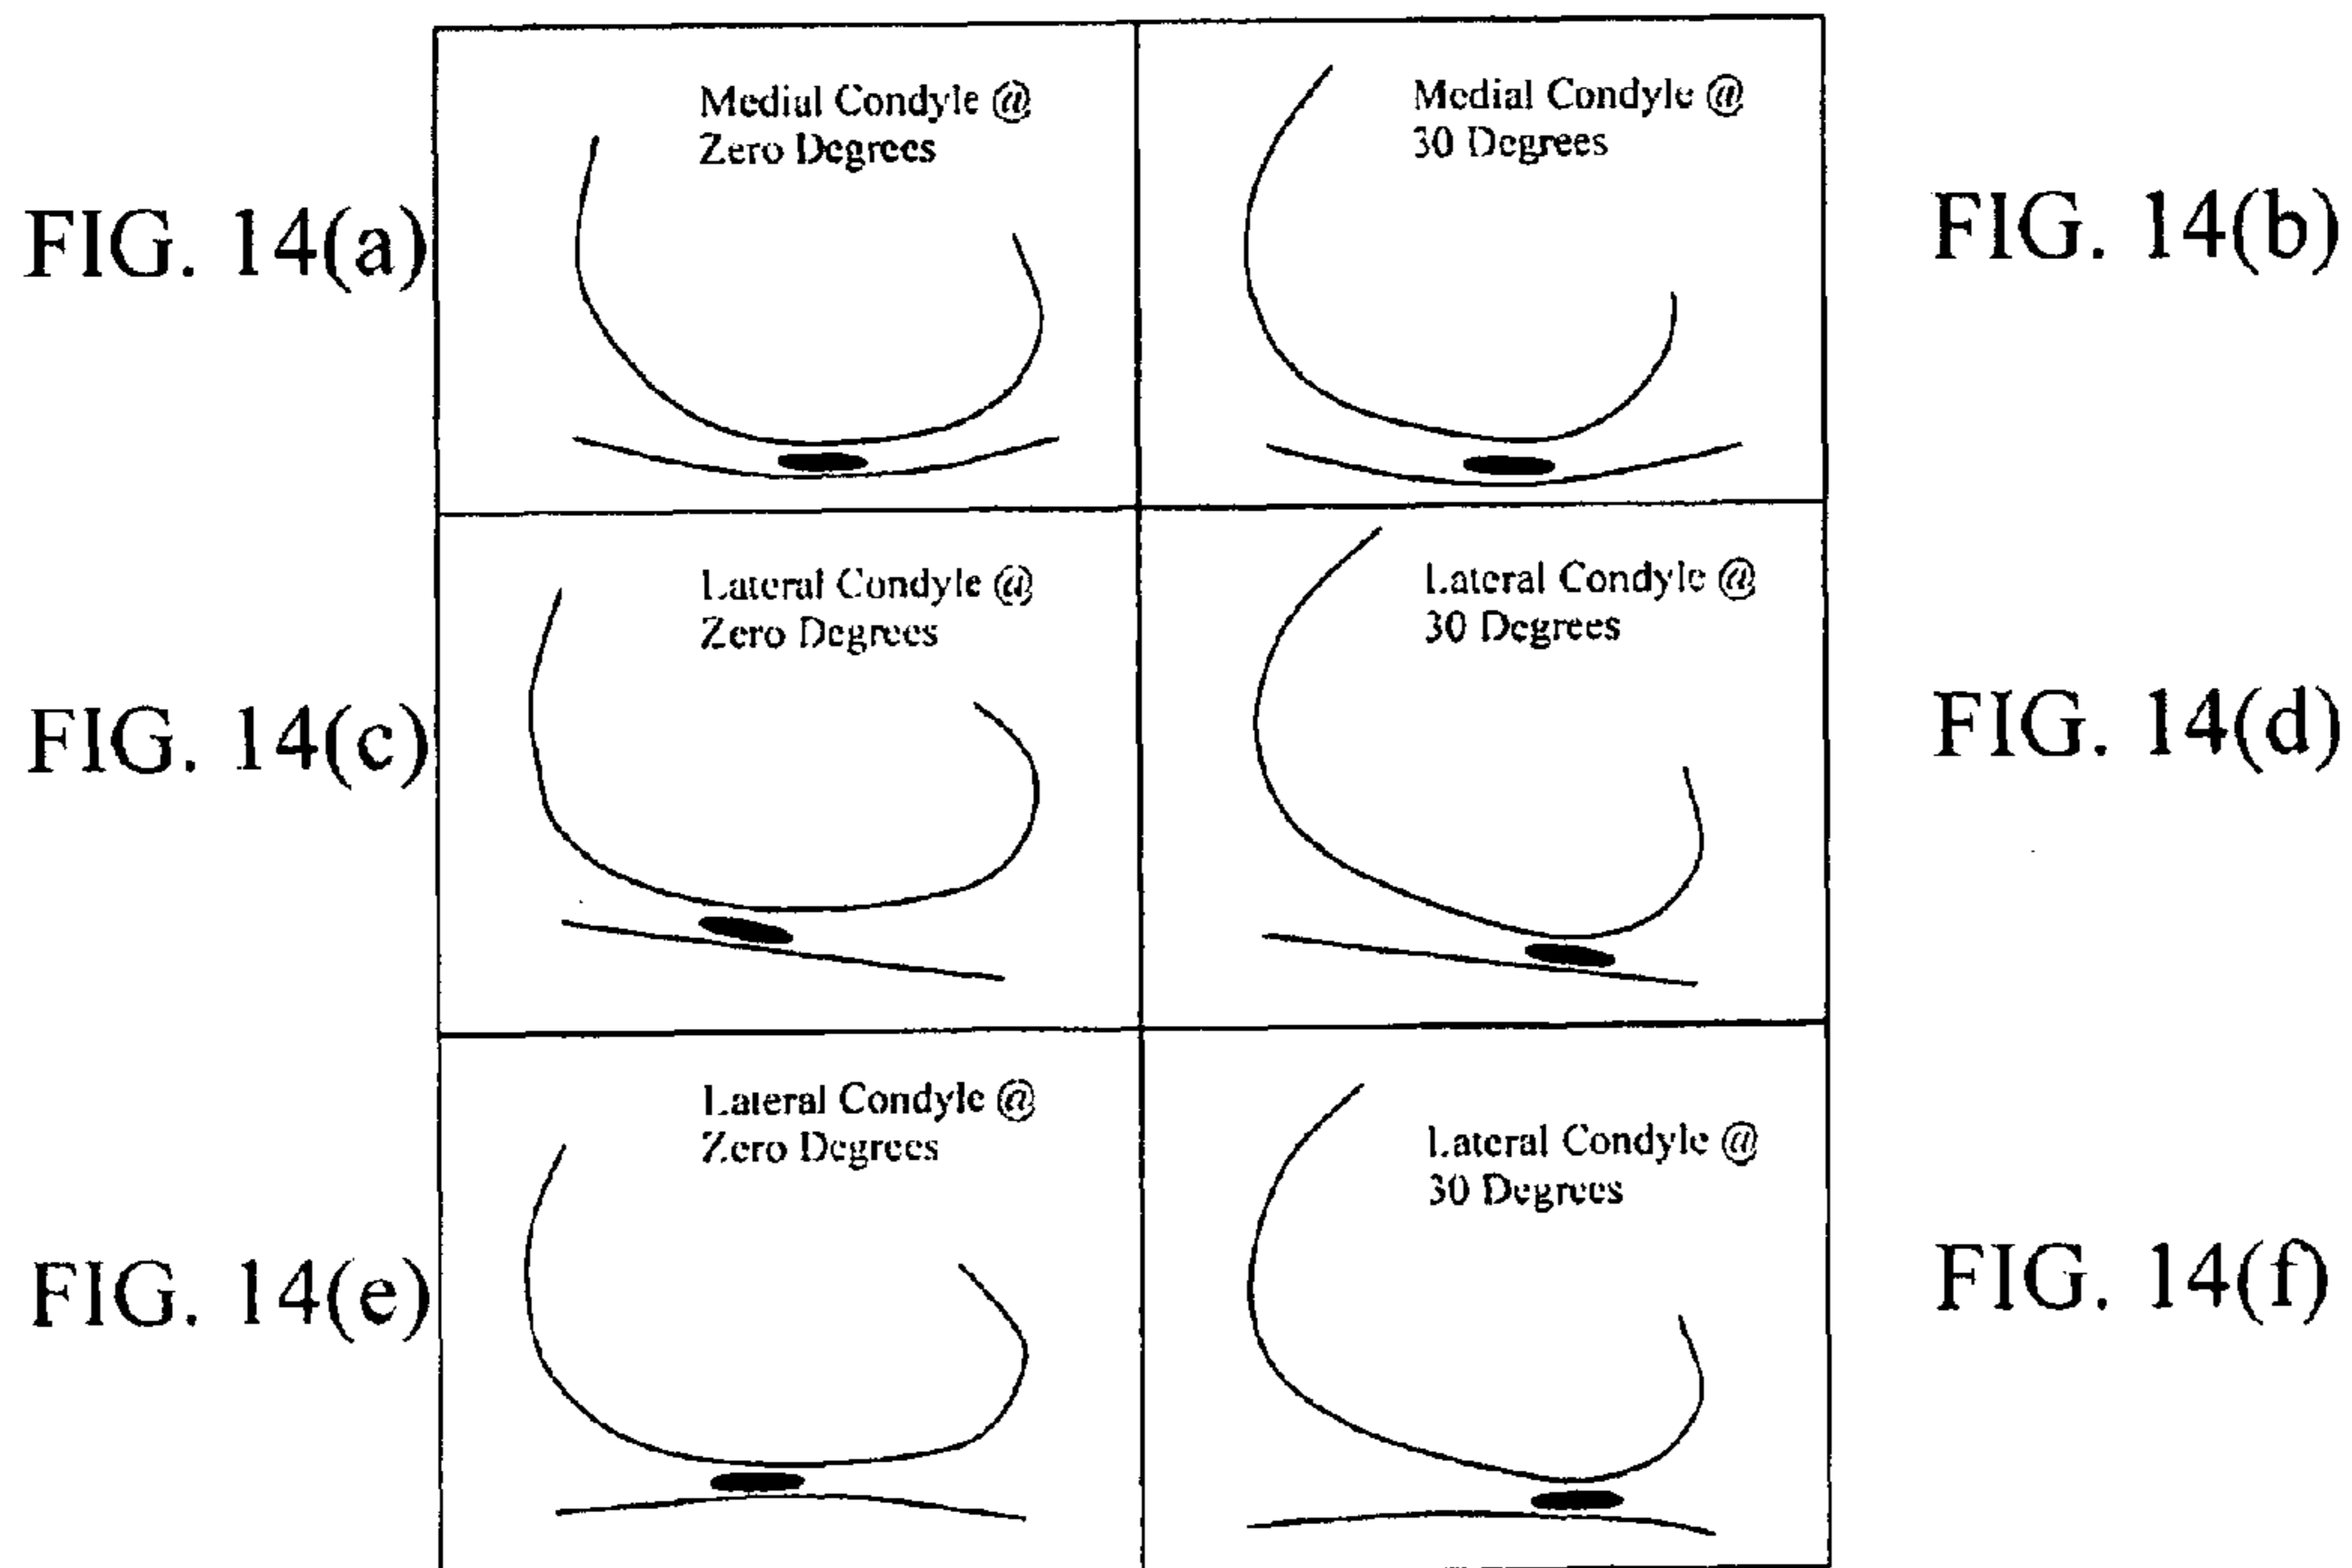 Medial Condyle @
Zero Degrees
FIG. 14(a)
Medial Condyle @
30 Degrees
FIG. 14(b)
Lateral Condyle @
Zero Degrees
FIG. 14(c)
Lateral Condyle @
30 Degrees
FIG. 14(d)
Lateral Condyle @
Zero Degrees
FIG. 14(e)
Lateral Condyle @
30 Degrees
FIG. 14(f)